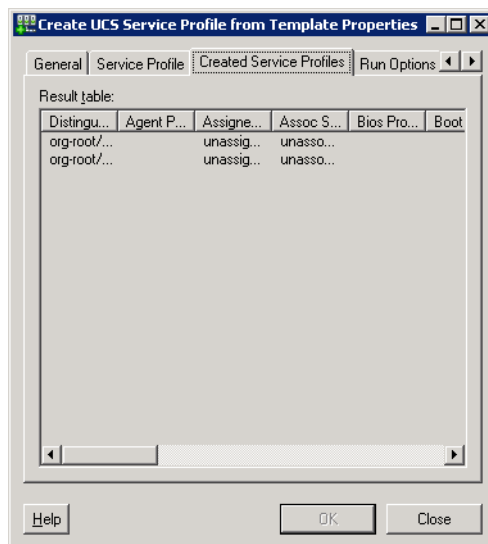 Create UCS Service Profile from Template Properties
General Service Profile Created Service Profiles Run Options
Result table:
Distingu... Agent P... Assigne... Assoc S... Bios Pro... Boot
org-root/... unassig... unasso...
org-root/... unassig... unasso...
Help OK Close